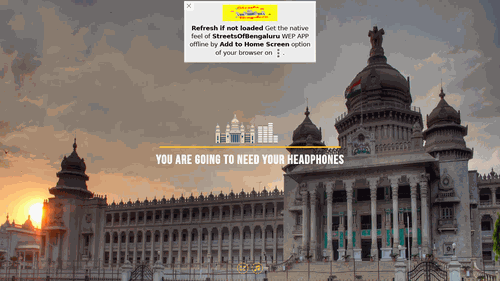 Refresh if not loaded Get the native
feel of StreetsOfBengaluru WEP APP
offline by Add to Home Screen option
of your browser on ⋮ .
YOU ARE GOING TO NEED YOUR HEADPHONES